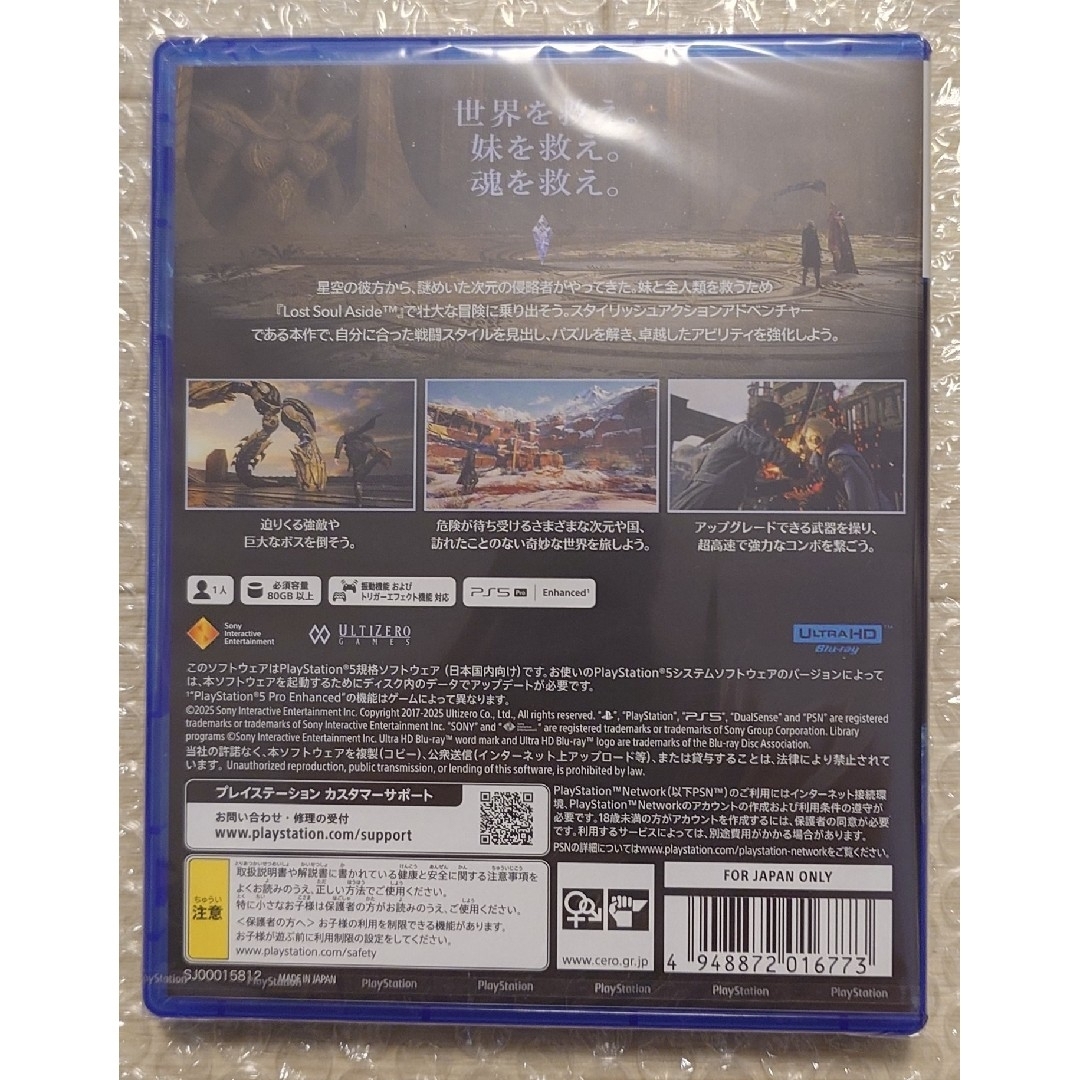 世界を救え。
妹を救え。
魂を救え。
星空の彼方から、謎めいた次元の侵略者がやってきた。妹と全人類を救うため
『Lost Soul Aside™』で壮大な冒険に乗り出そう。スタイリッシュアクションアドベンチャー
である本作で、自分に合った戦闘スタイルを見出し、パズルを解き、卓越したアビリティを強化しよう。
迫りくる強敵や
巨大なボスを倒そう。
危険が待ち受けるさまざまな次元や国、
訪れたことのない奇妙な世界を旅しよう。
アップグレードできる武器を操り、
超高速で強力なコンボを繋ごう。
1人
必須容量
80GB 以上
振動機能 および
トリガーエフェクト機能 対応
PS5 Pro Enhanced¹
Sony
Interactive
Entertainment
ULTIZERO
GAMES
ULTRA HD
Blu-ray™
このソフトウェアはPlayStation®5規格ソフトウェア (日本国内向け) です。お使いのPlayStation®5システムソフトウェアのバージョンによって
は、本ソフトウェアを起動するためにディスク内のデータでアップデートが必要です。
¹"PlayStation®5 Pro Enhanced"の機能はゲームによって異なります。
©2025 Sony Interactive Entertainment Inc. Copyright 2017-2025 Ultizero Co., Ltd., All rights reserved. "PS", "PlayStation", "PS5", "DualSense" and "PSN" are registered
trademarks or trademarks of Sony Interactive Entertainment Inc. "SONY" and " " are registered trademarks or trademarks of Sony Group Corporation. Library
programs ©Sony Interactive Entertainment Inc. Ultra HD Blu-ray™ word mark and Ultra HD Blu-ray™ logo are trademarks of the Blu-ray Disc Association.
当社の許諾なく、本ソフトウェアを複製(コピー)、公衆送信(インターネット上アップロード等)、または貸与することは、法律により禁止されて
います。Unauthorized reproduction, public transmission, or lending of this software, is prohibited by law.
プレイステーション カスタマーサポート
お問い合わせ・修理の受付
www.playstation.com/support
PlayStation™Network(以下PSN™)のご利用にはインターネット接続環
境、PlayStation™Networkのアカウントの作成および利用条件の遵守が
必要です。18歳未満の方がアカウントを作成するには、保護者の同意が必要
です。利用するサービスによっては、別途費用がかかる場合があります。
PSNの詳細についてはwww.playstation.com/playstation-networkをご覧ください。
ちゅうい
注意
取扱説明書や解説書に書かれている健康と安全に関する注意事項を
よくお読みのうえ、正しい方法でご使用ください。
特に小さなお子様は保護者の方がお読みのうえ、ご使用ください。
<保護者の方へ> お子様の利用を制限できる機能があります。
お子様が遊ぶ前に利用制限の設定をしてください。
www.playstation.com/safety
www.cero.gr.jp
FOR JAPAN ONLY
4 948872 016773
SJ00015812
MADE IN JAPAN
PlayStation PlayStation PlayStation PlayStation PlayStation PlayStation PlayStation